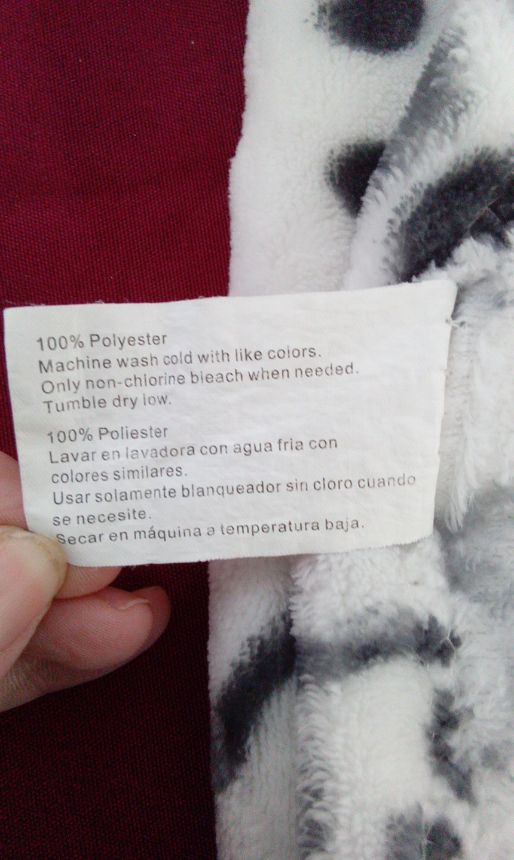 100% Polyester
Machine wash cold with like colors.
Only non-chlorine bleach when needed.
Tumble dry low.
100% Poliester
Lavar en lavadora con agua fria con
colores similares.
Usar solamente blanqueador sin cloro cuando
se necesite.
Secar en máquina a temperatura baja.